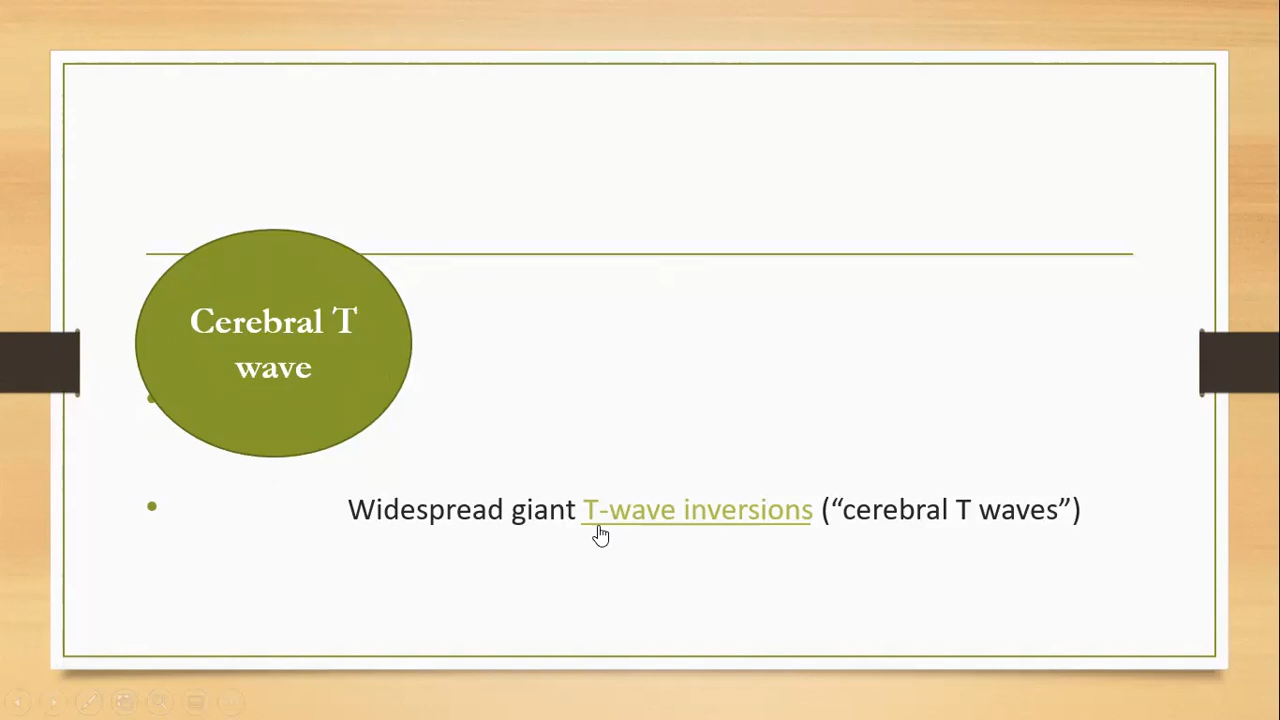 Cerebral T
wave
Widespread giant T-wave inversions (“cerebral T waves”)